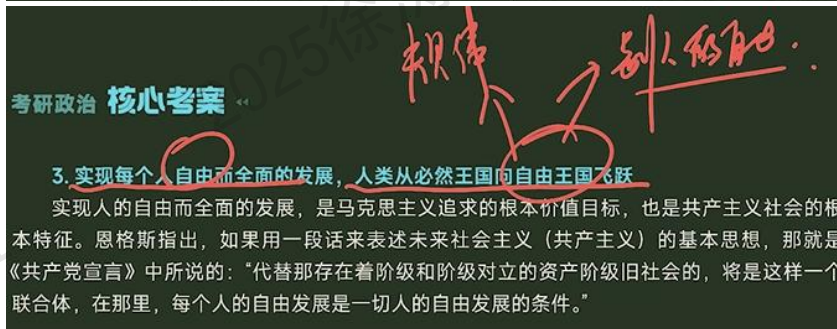 2025徐涛
规律
别人的自由.
考研政治 核心考案
3. 实现每个人自由而全面的发展，人类从必然王国向自由王国飞跃
实现人的自由而全面的发展，是马克思主义追求的根本价值目标，也是共产主义社会的根
本特征。恩格斯指出，如果用一段话来表述未来社会主义（共产主义）的基本思想，那就是
《共产党宣言》中所说的：“代替那存在着阶级和阶级对立的资产阶级旧社会的，将是这样一个
联合体，在那里，每个人的自由发展是一切人的自由发展的条件。”